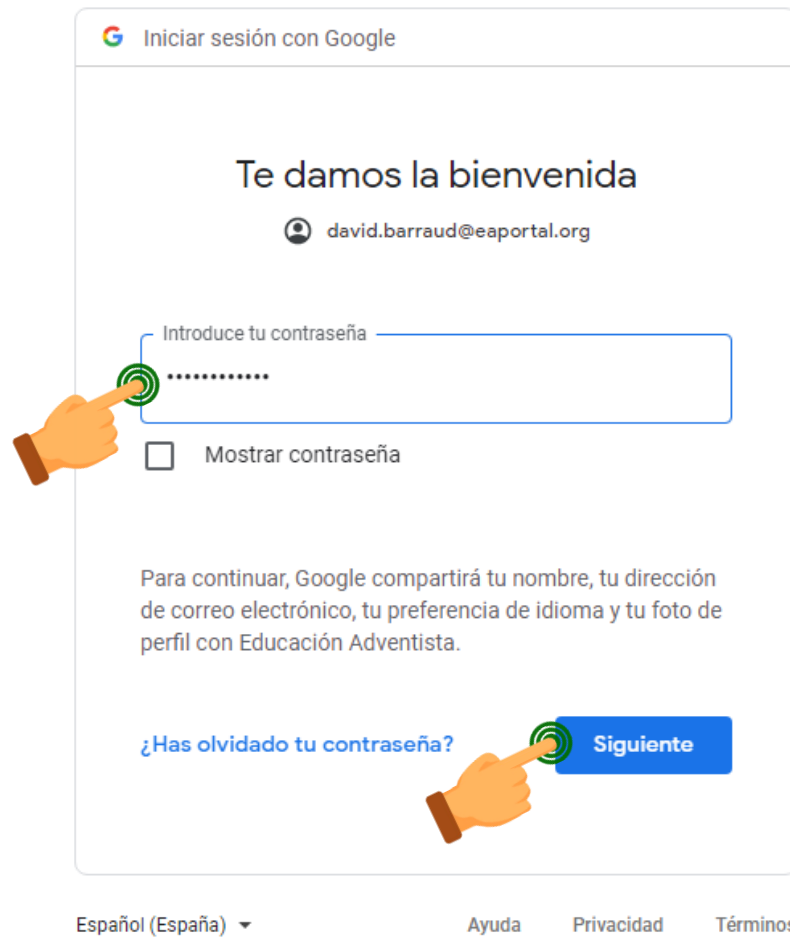 Iniciar sesión con Google
Te damos la bienvenida
david.barraud@eaportal.org
Introduce tu contraseña
••••••••••••
Mostrar contraseña
Para continuar, Google compartirá tu nombre, tu dirección
de correo electrónico, tu preferencia de idioma y tu foto de
perfil con Educación Adventista.
¿Has olvidado tu contraseña? Siguiente
Español (España) Ayuda Privacidad Términos